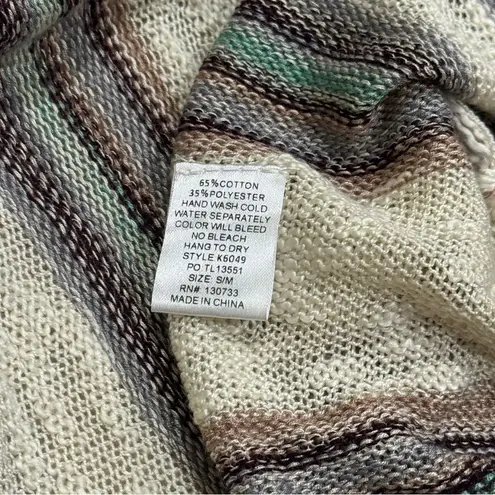 65%COTTON
35%POLYESTER
HAND WASH COLD
WATER SEPARATELY
COLOR WILL BLEED
NO BLEACH
HANG TO DRY
STYLE K6049
PO:TL13551
SIZE: S/M
RN# 130733
MADE IN CHINA